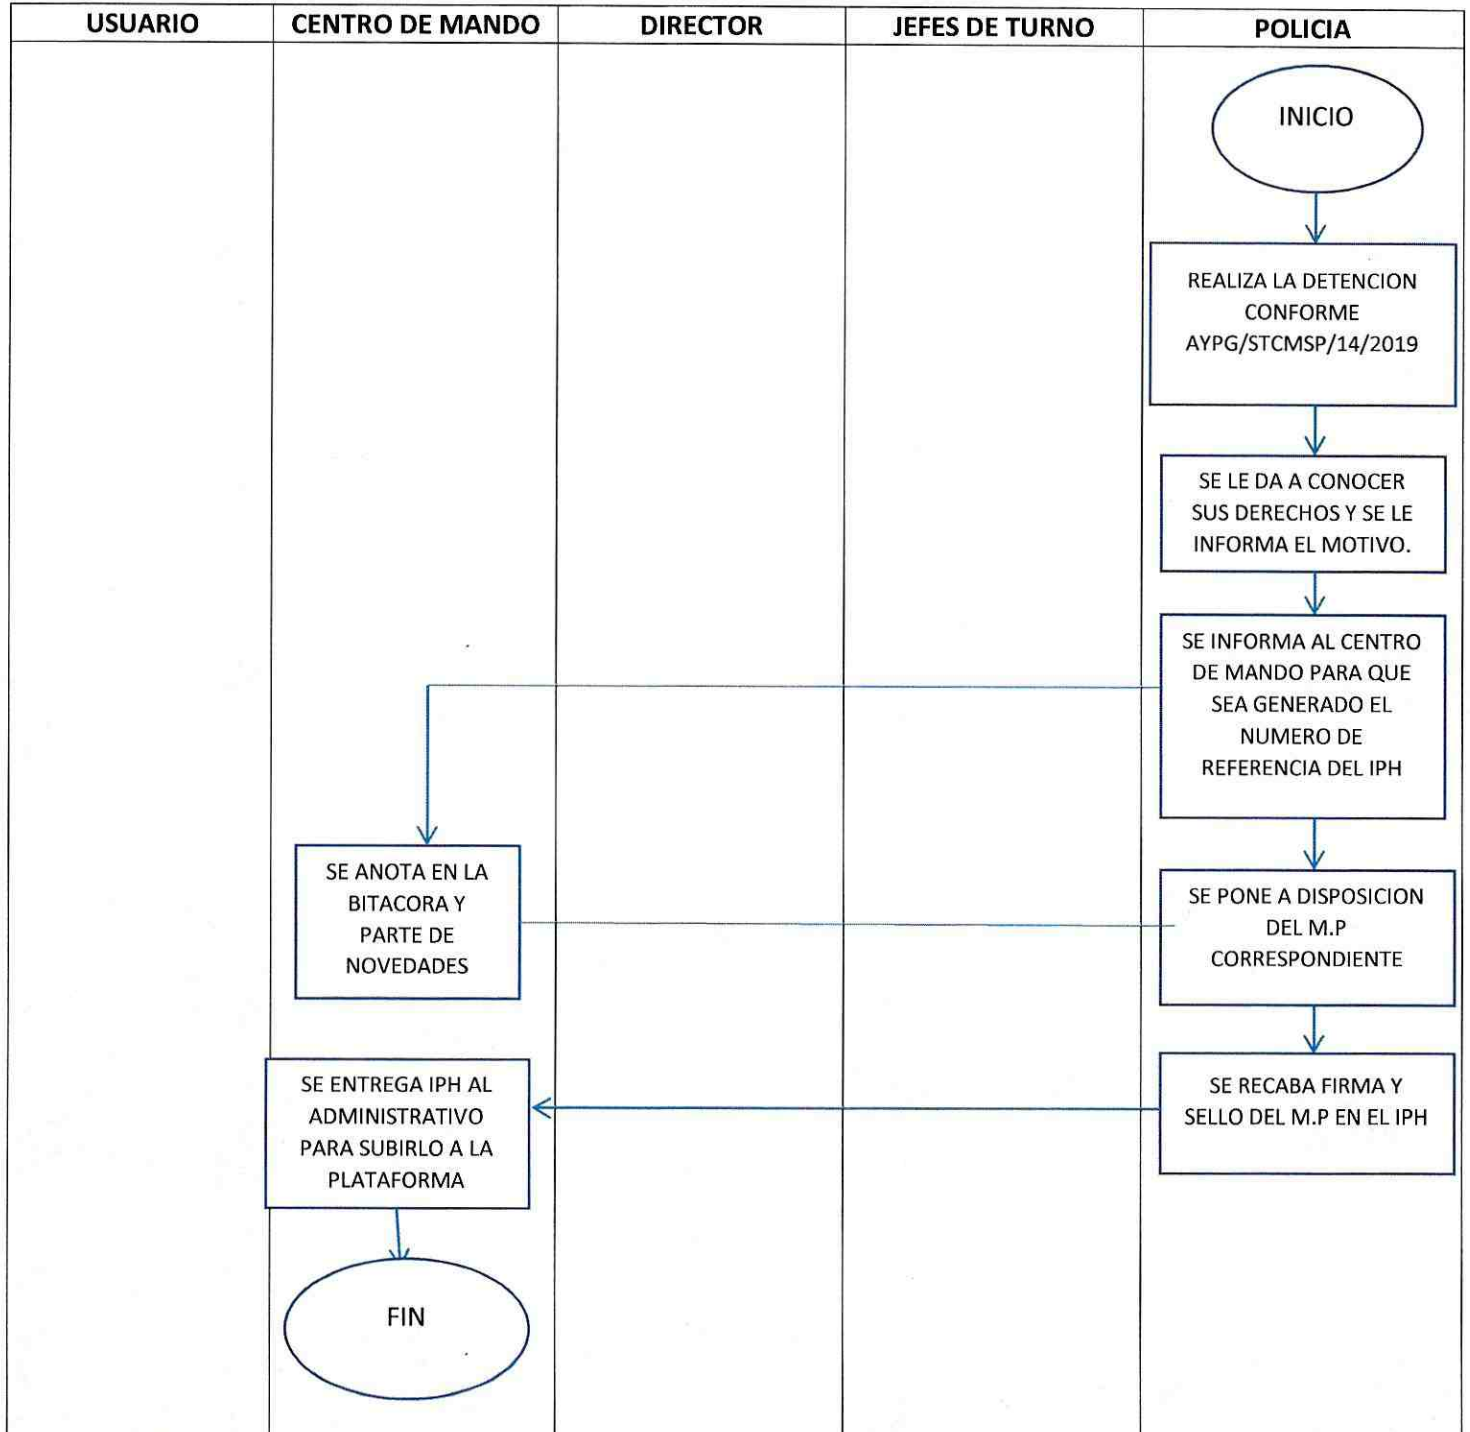 USUARIO
CENTRO DE MANDO
DIRECTOR
JEFES DE TURNO
POLICIA
INICIO
REALIZA LA DETENCION
CONFORME
AYPG/STCMSP/14/2019
SE LE DA A CONOCER
SUS DERECHOS Y SE LE
INFORMA EL MOTIVO.
SE INFORMA AL CENTRO
DE MANDO PARA QUE
SEA GENERADO EL
NUMERO DE
REFERENCIA DEL IPH
SE ANOTA EN LA
BITACORA Y
PARTE DE
NOVEDADES
SE PONE A DISPOSICION
DEL M.P
CORRESPONDIENTE
SE RECABA FIRMA Y
SELLO DEL M.P EN EL IPH
SE ENTREGA IPH AL
ADMINISTRATIVO
PARA SUBIRLO A LA
PLATAFORMA
FIN